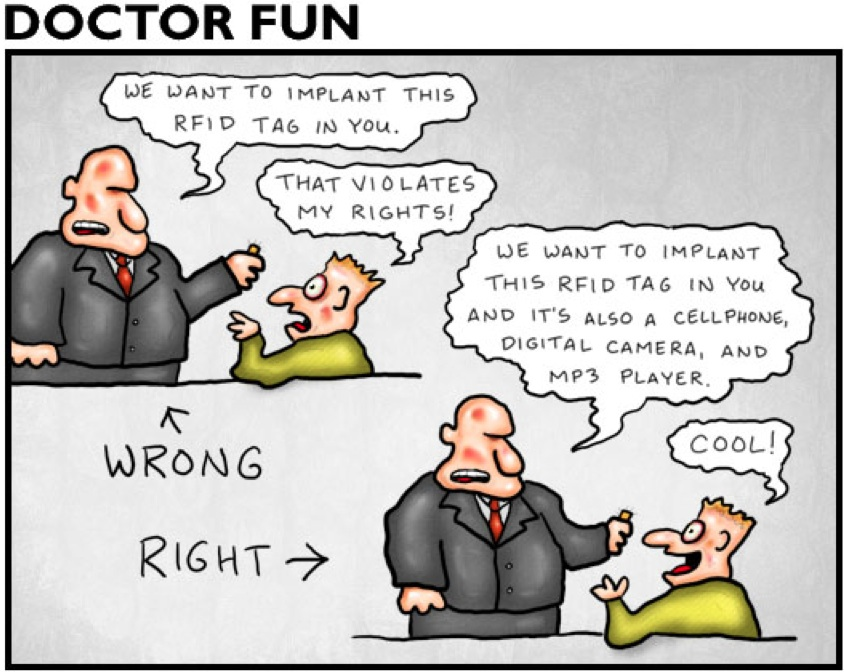 DOCTOR FUN
WE WANT TO IMPLANT THIS
RFID TAG IN YOU.
THAT VIOLATES
MY RIGHTS!
WRONG
WE WANT TO IMPLANT
THIS RFID TAG IN YOU
AND IT'S ALSO A CELLPHONE,
DIGITAL CAMERA, AND
MP3 PLAYER.
COOL!
RIGHT →